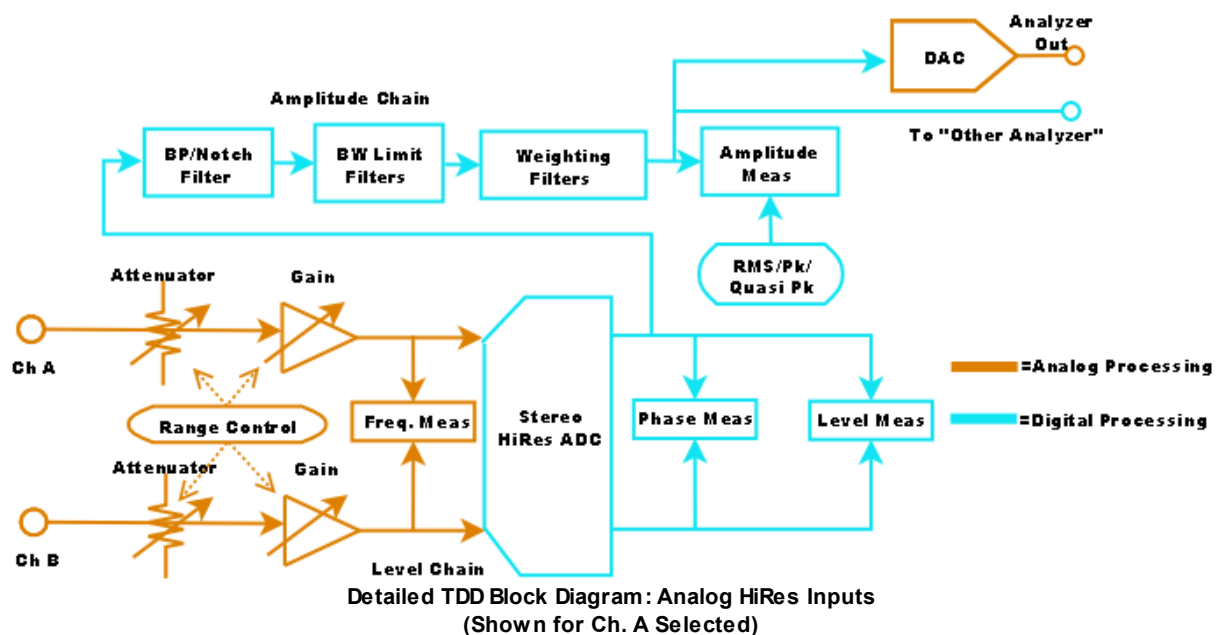 Analyzer
Out
DAC
Amplitude Chain
To "Other Analyzer"
BP/Notch
Filter
BW Limit
Filters
Weighting
Filters
Amplitude
Meas
RMS/Pk/
Quasi Pk
Attenuator
Gain
Ch A
=Analog Processing
Range Control
Freq. Meas
Stereo
HiRes ADC
Phase Meas
Level Meas
=Digital Processing
Attenuator
Gain
Ch B
Level Chain
Detailed TDD Block Diagram: Analog HiRes Inputs
(Shown for Ch. A Selected)